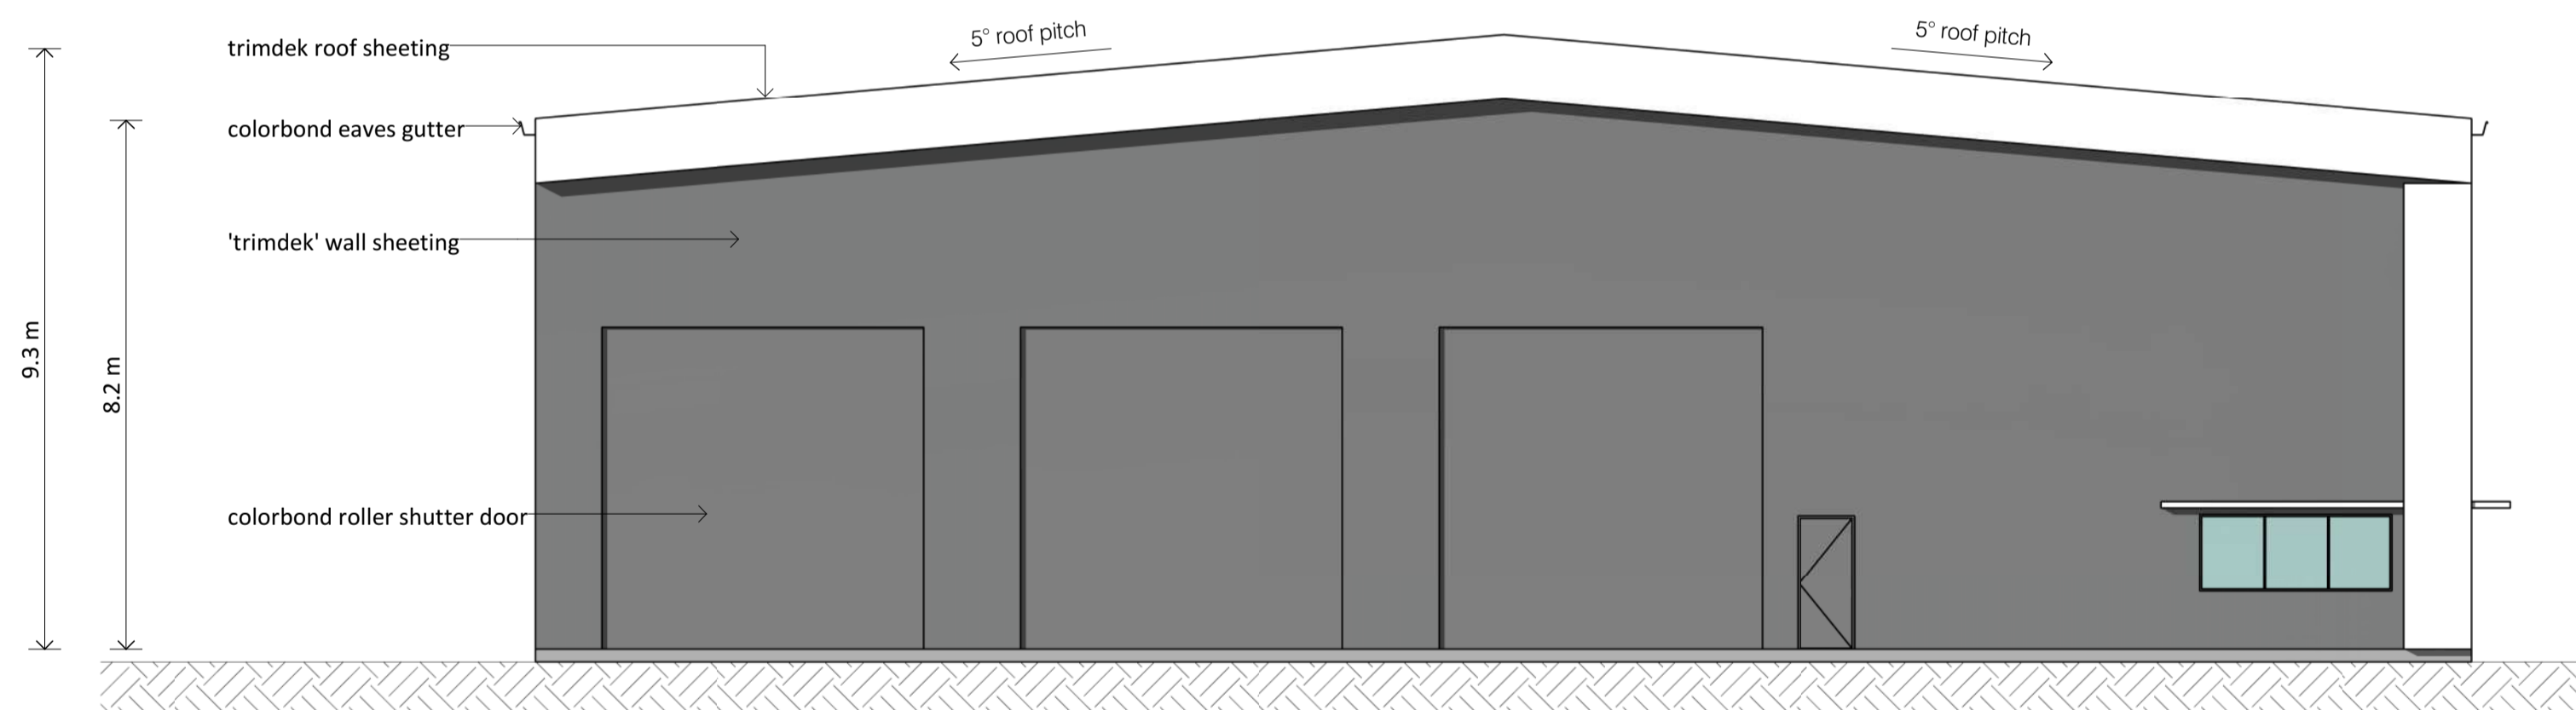 5° roof pitch
5° roof pitch
trimdek roof sheeting
colorbond eaves gutter
'trimdek' wall sheeting
9.3 m
8.2 m
colorbond roller shutter door